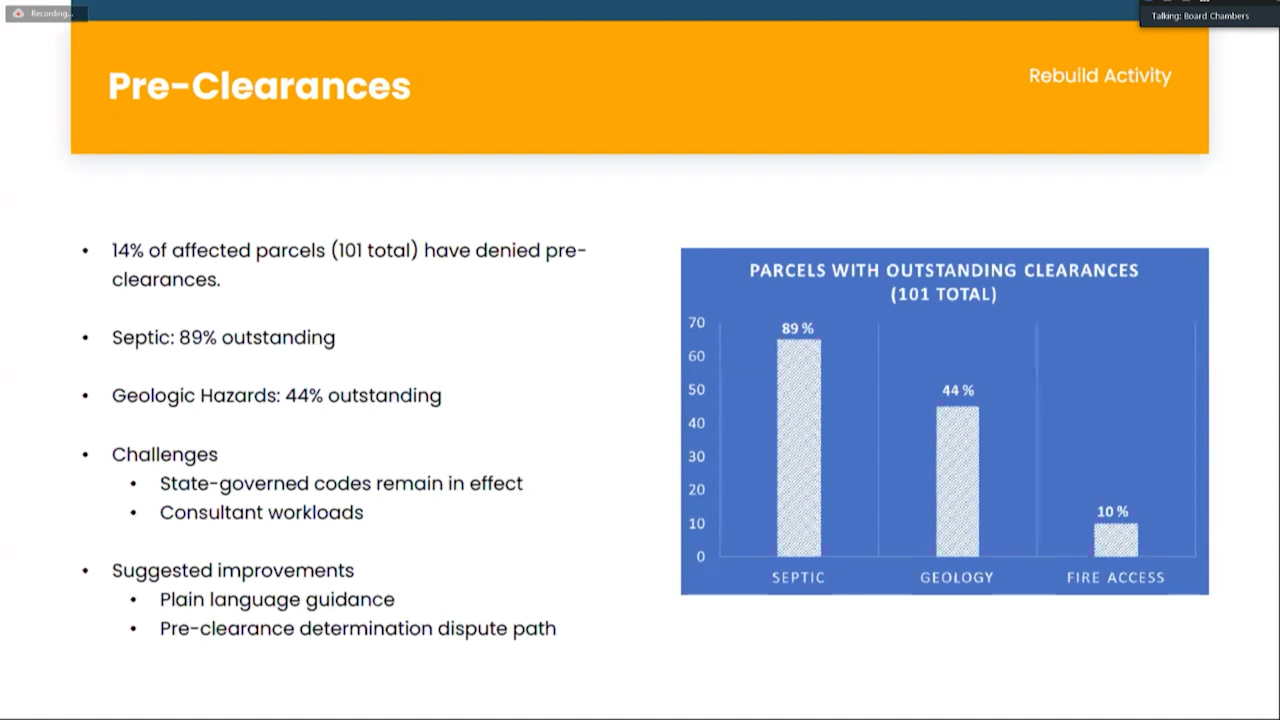 Recording...
Talking: Board Chambers
Pre-Clearances
Rebuild Activity
• 14% of affected parcels (101 total) have denied pre-
clearances.
• Septic: 89% outstanding
• Geologic Hazards: 44% outstanding
• Challenges
• State-governed codes remain in effect
• Consultant workloads
• Suggested improvements
• Plain language guidance
• Pre-clearance determination dispute path
PARCELS WITH OUTSTANDING CLEARANCES
(101 TOTAL)
70
60
50
40
30
20
10
0
89 %
44 %
10 %
SEPTIC
GEOLOGY
FIRE ACCESS